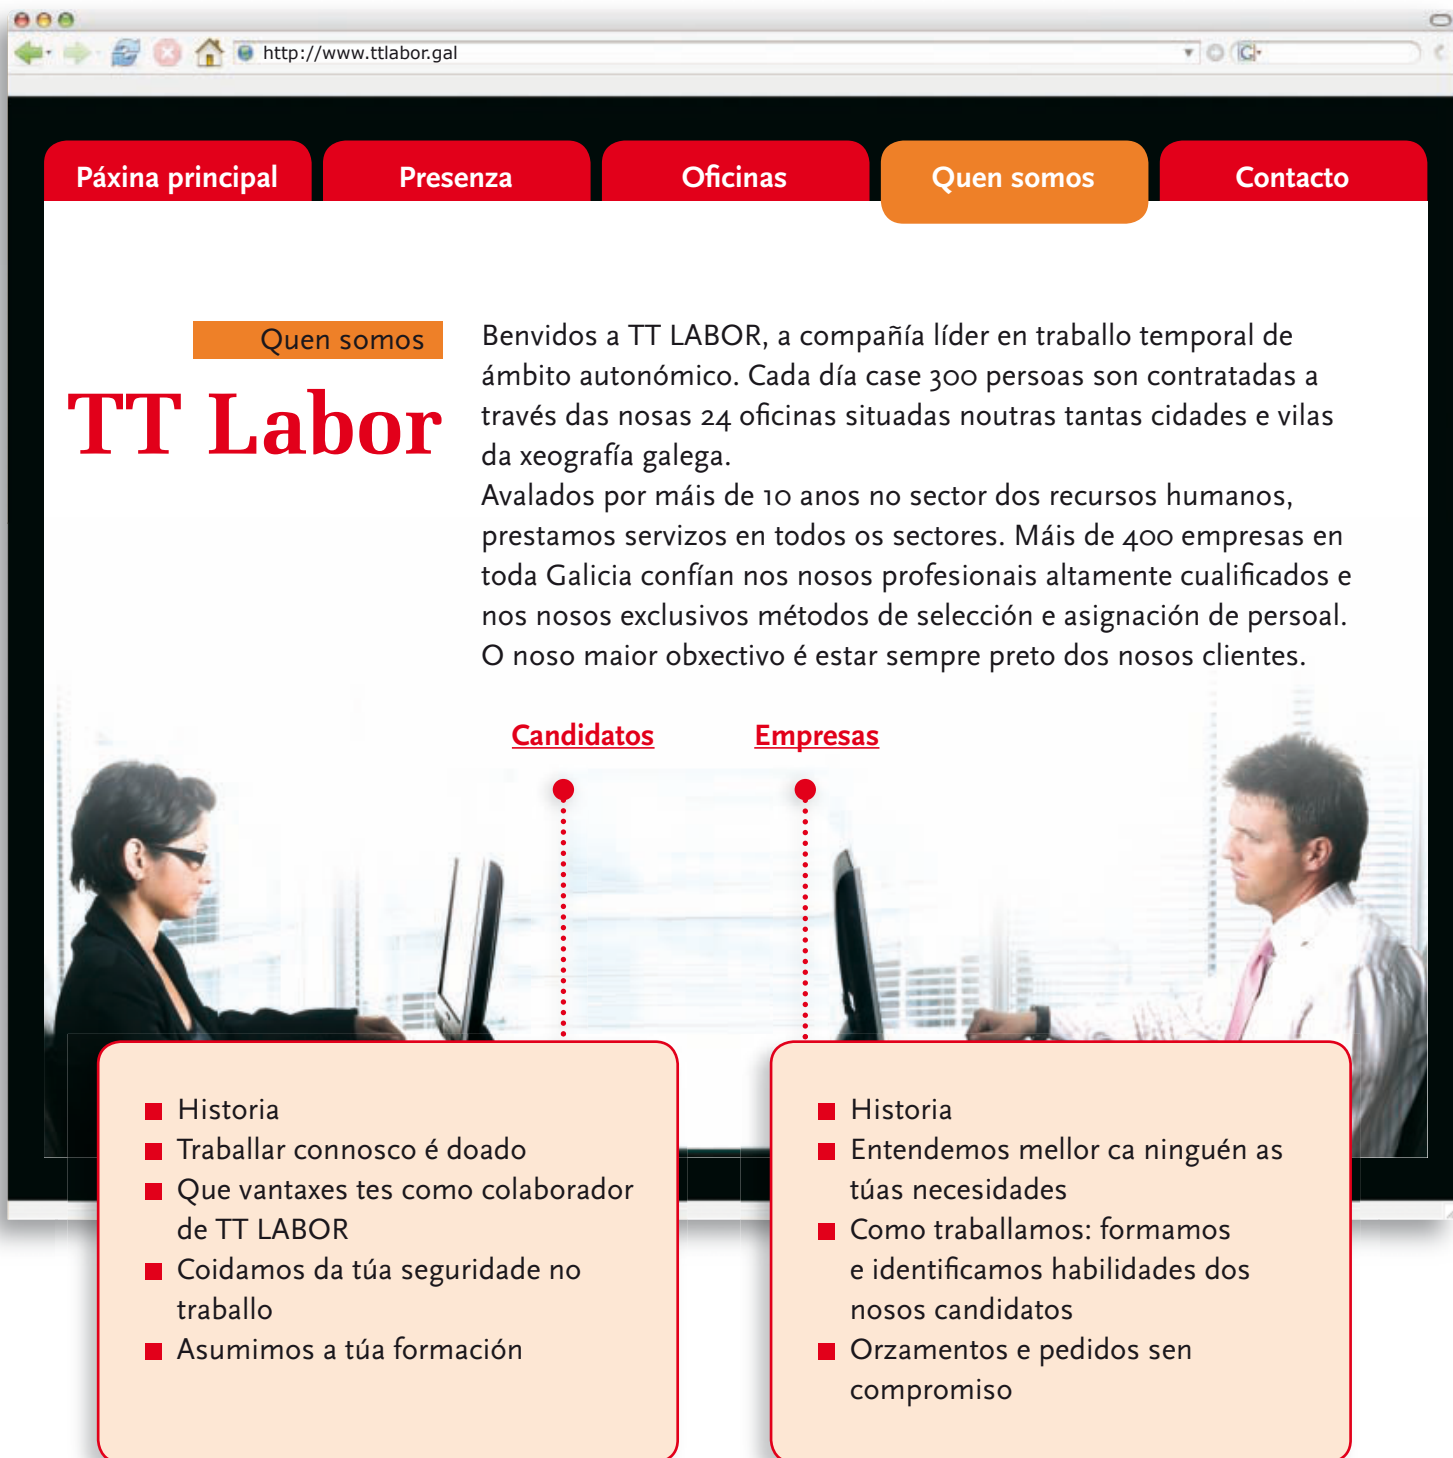 http://www.ttlabor.gal
Páxina principal
Presenza
Oficinas
Quen somos
Contacto
Quen somos
TT Labor
Benvidos a TT LABOR, a compañía líder en traballo temporal de
ámbito autonómico. Cada día case 300 persoas son contratadas a
través das nosas 24 oficinas situadas noutras tantas cidades e vilas
da xeografía galega.
Avalados por máis de 10 anos no sector dos recursos humanos,
prestamos servizos en todos os sectores. Máis de 400 empresas en
toda Galicia confían nos nosos profesionais altamente cualificados e
nos nosos exclusivos métodos de selección e asignación de persoal.
O noso maior obxectivo é estar sempre preto dos nosos clientes.
Candidatos
Empresas
Historia
Traballar connosco é doado
Que vantaxes tes como colaborador
de TT LABOR
Coidamos da túa seguridade no
traballo
Asumimos a túa formación
Historia
Entendemos mellor ca ninguén as
túas necesidades
Como traballamos: formamos
e identificamos habilidades dos
nosos candidatos
Orzamentos e pedidos sen
compromiso